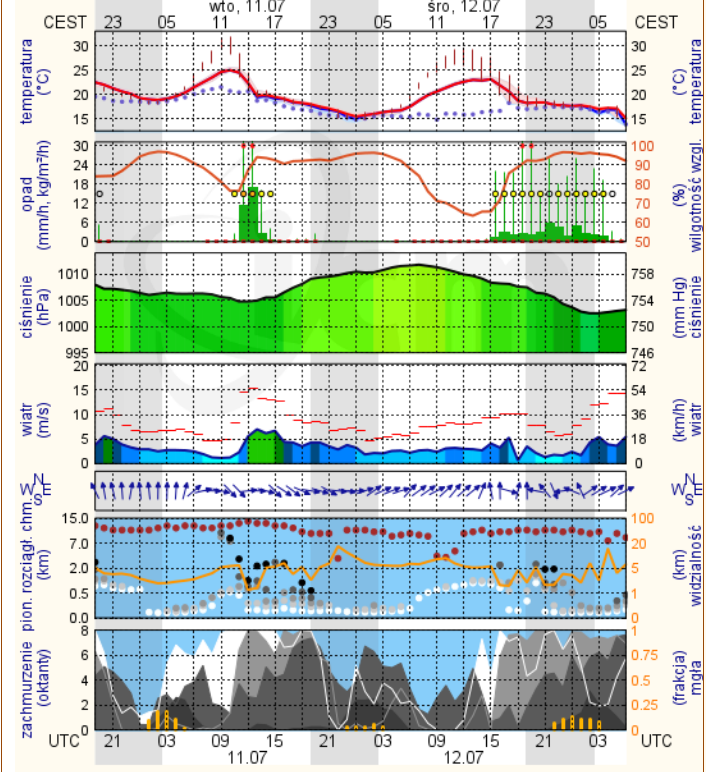 wto, 11.07 śro, 12.07
CEST 23 05 11 17 23 05 11 17 23 05 CEST
temperatura (°C)
30 25 20 15
30 25 20 15
temperatura (°C)
opad (mm/h, kg/m²/h)
30 24 18 12 6 0
100 90 80 70 60 50
wilgotność wzgl. (%)
ciśnienie (hPa)
1010 1005 1000 995
758 754 750 746
(mm Hg) ciśnienie
wiatr (m/s)
20 15 10 5 0
72 54 36 18 0
(km/h) wiatr
N W E S
N W E S
pion. rozciągł. chm. (km)
15.0 7.0 2.0 0.5 0.0
100 20 5 1 0
(km) widzialność
zachmurzenie (oktanty)
8 6 4 2 0
1 0.75 0.5 0.25 0
(frakcja) mgła
UTC 21 03 09 15 21 03 09 15 21 03 UTC
11.07 12.07